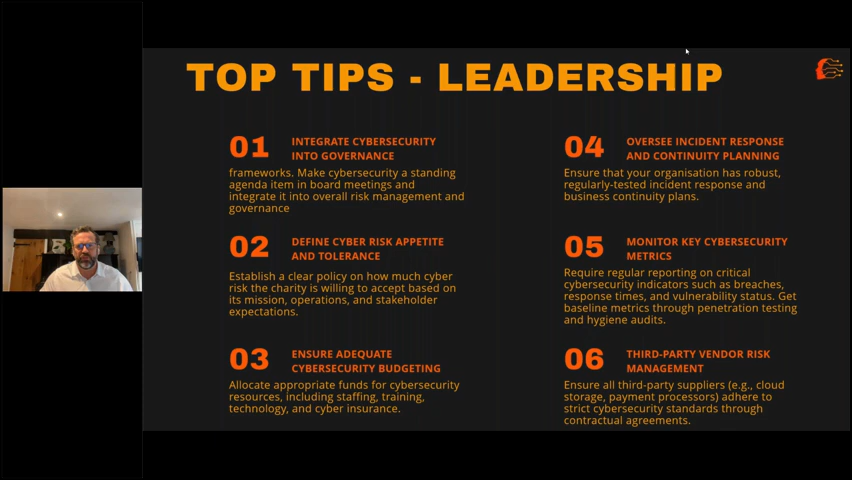 TOP TIPS - LEADERSHIP
01
INTEGRATE CYBERSECURITY
INTO GOVERNANCE
frameworks. Make cybersecurity a standing
agenda item in board meetings and
integrate it into overall risk management and
governance
02
DEFINE CYBER RISK APPETITE
AND TOLERANCE
Establish a clear policy on how much cyber
risk the charity is willing to accept based on
its mission, operations, and stakeholder
expectations.
03
ENSURE ADEQUATE
CYBERSECURITY BUDGETING
Allocate appropriate funds for cybersecurity
resources, including staffing, training,
technology, and cyber insurance.
04
OVERSEE INCIDENT RESPONSE
AND CONTINUITY PLANNING
Ensure that your organisation has robust,
regularly-tested incident response and
business continuity plans.
05
MONITOR KEY CYBERSECURITY
METRICS
Require regular reporting on critical
cybersecurity indicators such as breaches,
response times, and vulnerability status. Get
baseline metrics through penetration testing
and hygiene audits.
06
THIRD-PARTY VENDOR RISK
MANAGEMENT
Ensure all third-party suppliers (e.g., cloud
storage, payment processors) adhere to
strict cybersecurity standards through
contractual agreements.